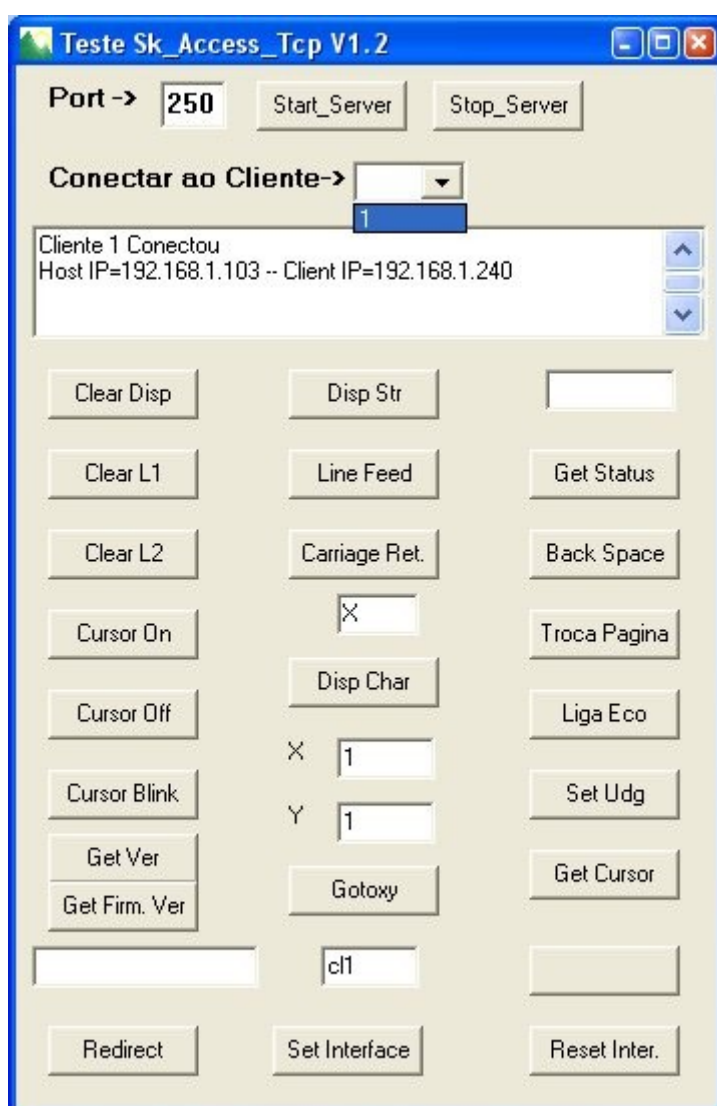 Teste Sk_Access_Tcp V1.2
Port -> 250 Start_Server Stop_Server
Conectar ao Cliente->
1
Cliente 1 Conectou
Host IP=192.168.1.103 -- Client IP=192.168.1.240
Clear Disp Disp Str
Clear L1 Line Feed Get Status
Clear L2 Carriage Ret. Back Space
X
Cursor On Troca Pagina
Disp Char
Cursor Off Liga Eco
X 1
Cursor Blink Set Udg
Y 1
Get Ver
Gotoxy Get Cursor
Get Firm. Ver
cl1
Redirect Set Interface Reset Inter.